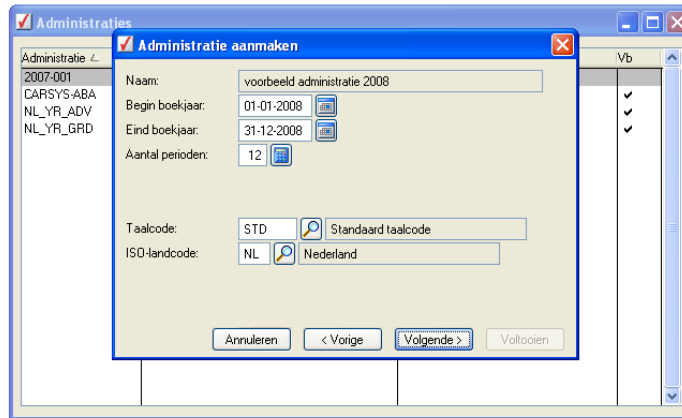 Administraties
Administratie aanmaken
Administratie
Vb
2007-001
CARSYS-ABA
NL_YR_ADV
NL_YR_GRD
Naam: voorbeeld administratie 2008
Begin boekjaar: 01-01-2008
Eind boekjaar: 31-12-2008
Aantal perioden: 12
Taalcode: STD Standaard taalcode
ISO-landcode: NL Nederland
Annuleren < Vorige Volgende > Voltooien